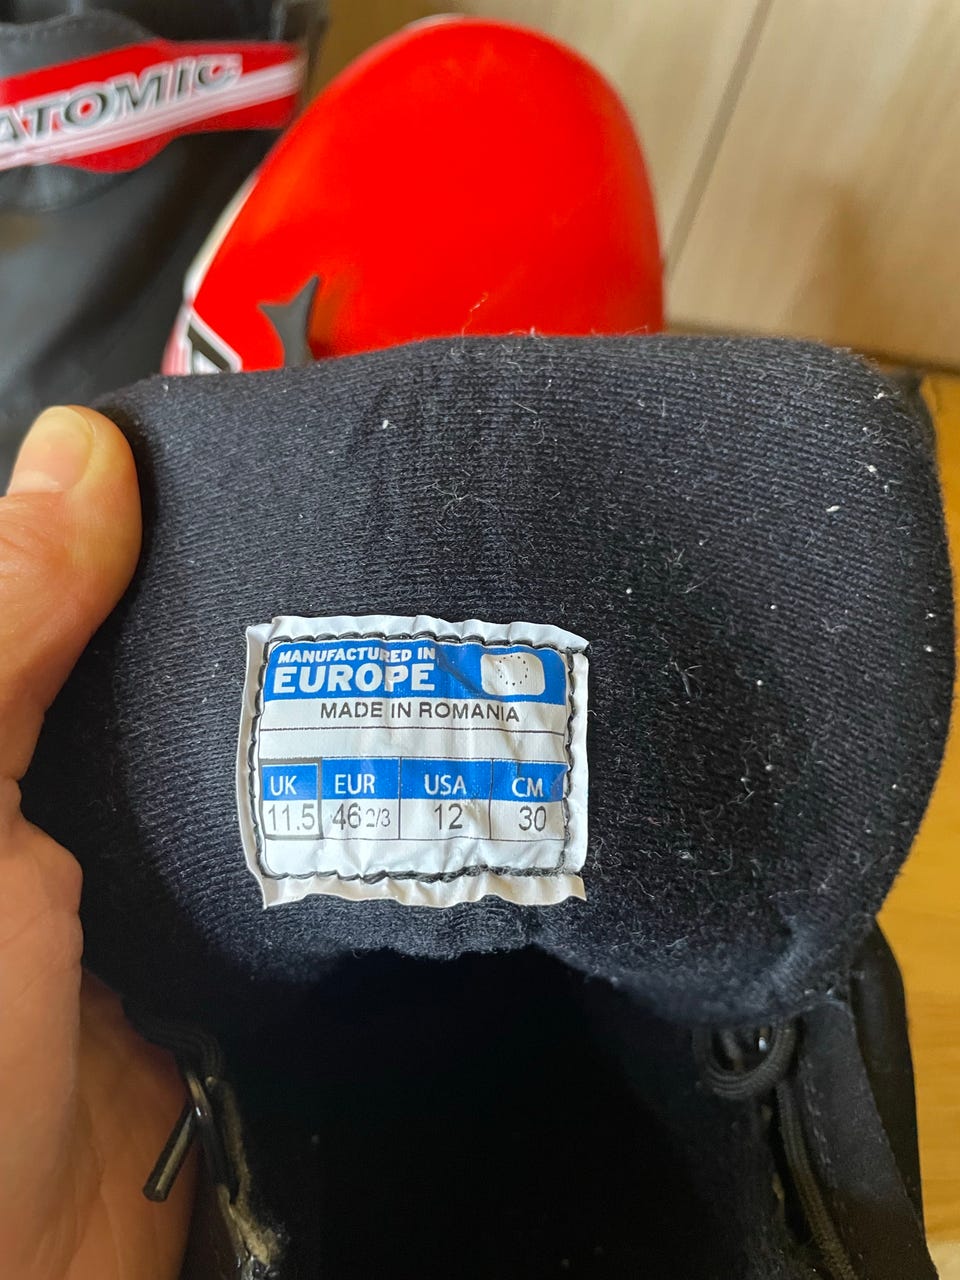 ATOMIC
MANUFACTURED IN
EUROPE
MADE IN ROMANIA
UK EUR USA CM
11.5 46 2/3 12 30